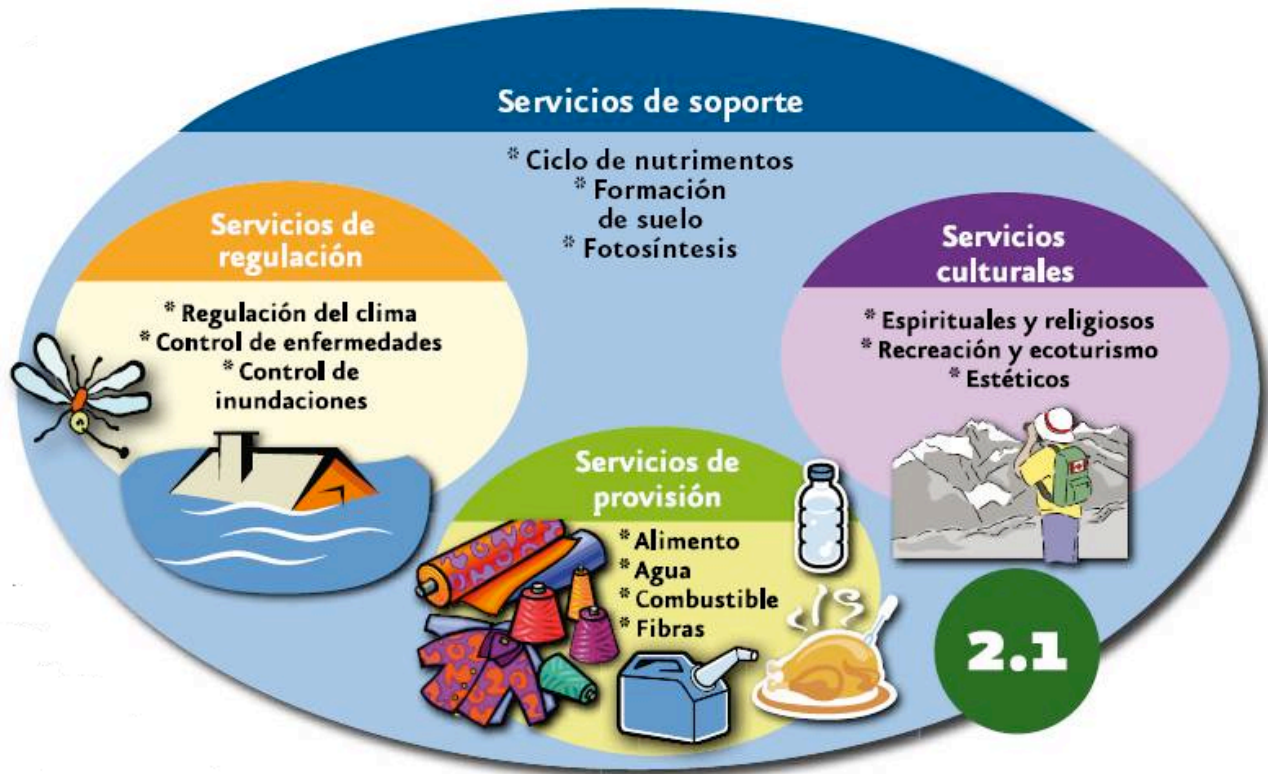 Servicios de soporte
* Ciclo de nutrimentos
* Formación
de suelo
* Fotosíntesis
Servicios de
regulación
* Regulación del clima
* Control de enfermedades
* Control de
inundaciones
Servicios
culturales
* Espirituales y religiosos
* Recreación y ecoturismo
* Estéticos
Servicios de
provisión
* Alimento
* Agua
* Combustible
* Fibras
2.1